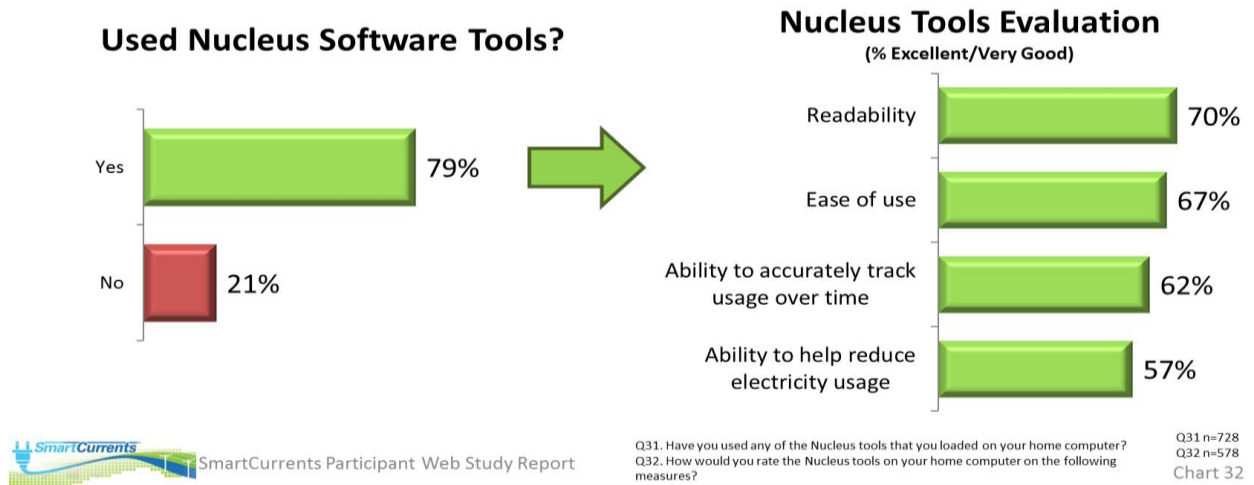 Used Nucleus Software Tools?
Yes
79%
No
21%
Nucleus Tools Evaluation
(% Excellent/Very Good)
Readability
70%
Ease of use
67%
Ability to accurately track
usage over time
62%
Ability to help reduce
electricity usage
57%
SmartCurrents
SmartCurrents Participant Web Study Report
Q31. Have you used any of the Nucleus tools that you loaded on your home computer?
Q32. How would you rate the Nucleus tools on your home computer on the following
measures?
Q31 n=728
Q32 n=578
Chart 32